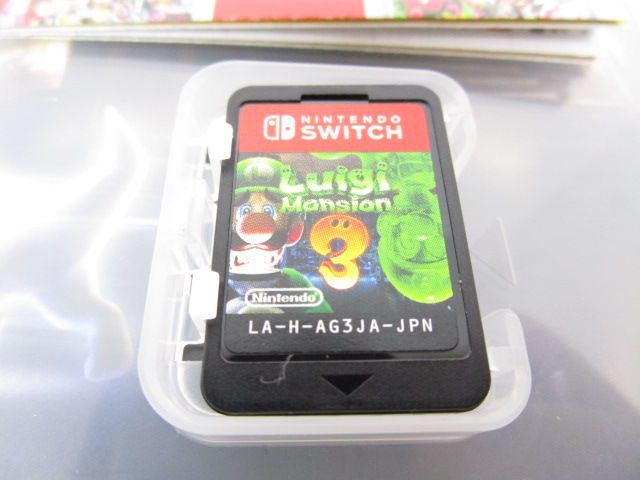 NINTENDO
SWITCH
Luigi
Mansion
3
Nintendo
LA-H-AG3JA-JPN